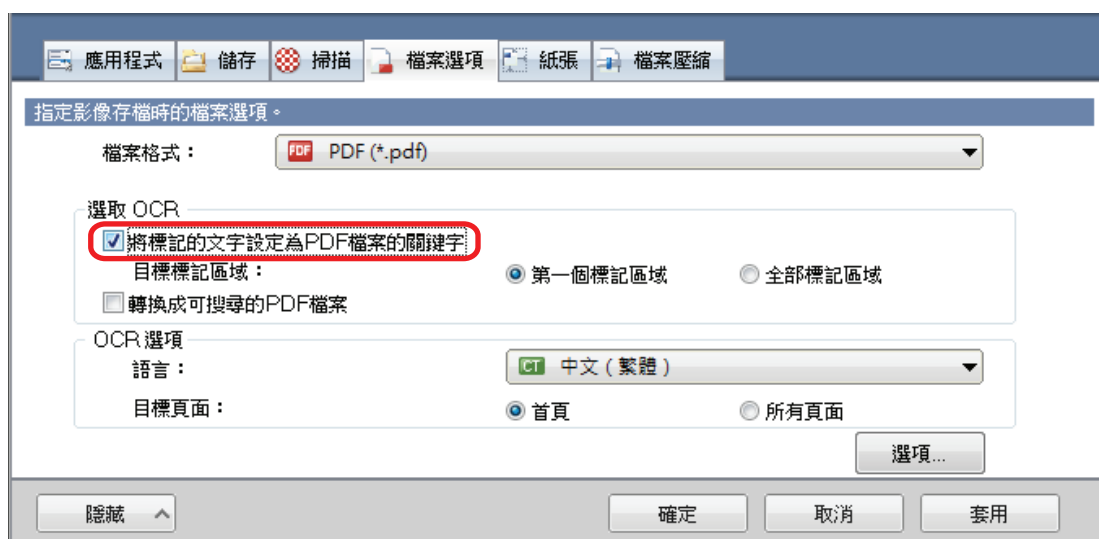 應用程式 儲存 掃描 檔案選項 紙張 檔案壓縮
指定影像存檔時的檔案選項。
檔案格式： PDF PDF (*.pdf)
選取 OCR
將標記的文字設定為PDF檔案的關鍵字
目標標記區域： 第一個標記區域 全部標記區域
轉換成可搜尋的PDF檔案
OCR 選項
語言： CT 中文 ( 繁體 )
目標頁面： 首頁 所有頁面
選項...
隱藏 確定 取消 套用